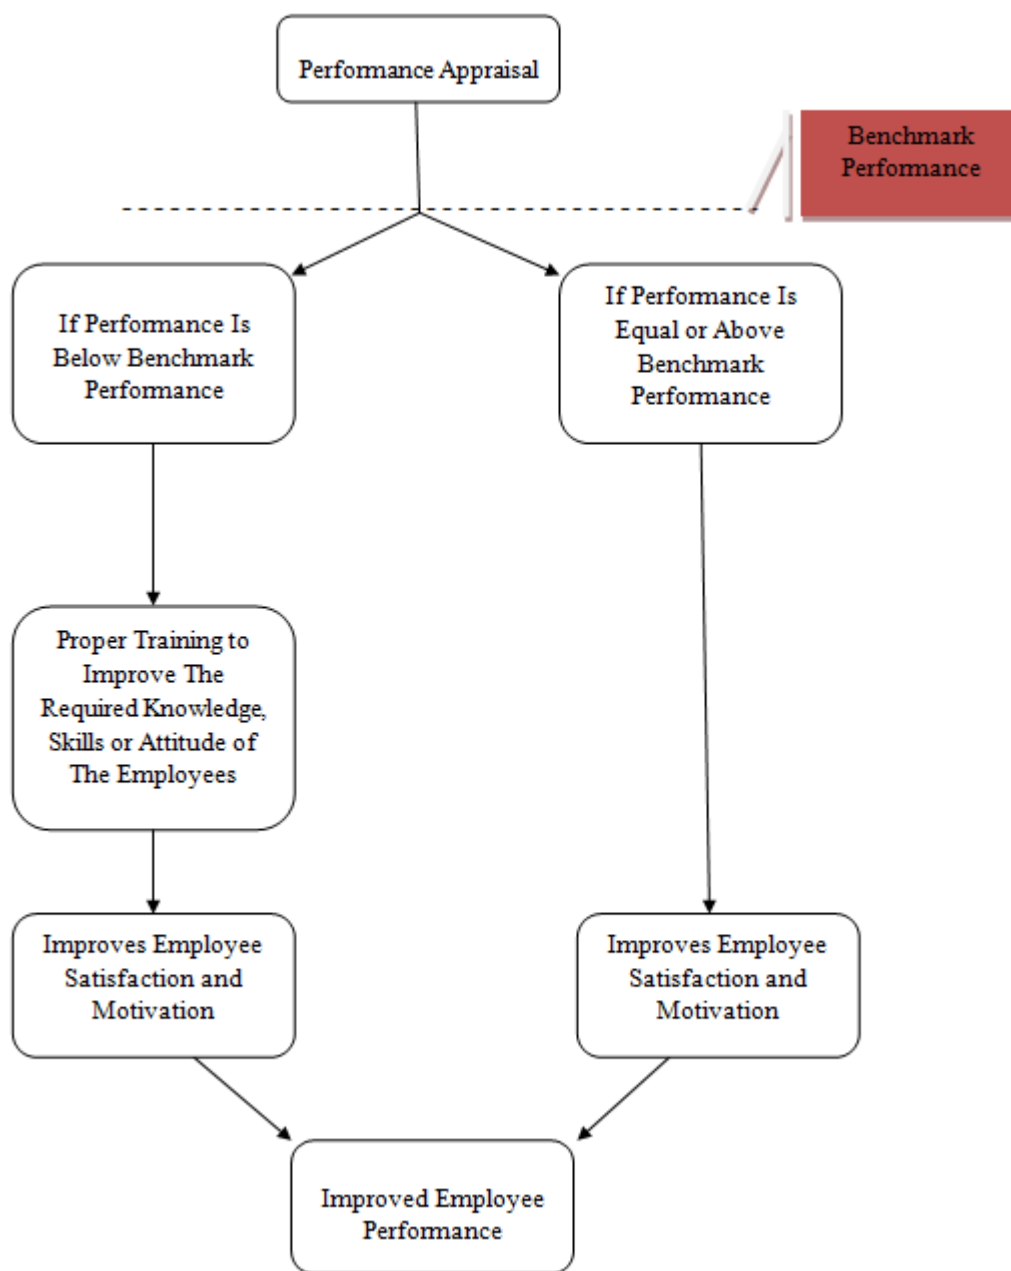 Performance Appraisal
Benchmark
Performance
If Performance Is
Below Benchmark
Performance
If Performance Is
Equal or Above
Benchmark
Performance
Proper Training to
Improve The
Required Knowledge,
Skills or Attitude of
The Employees
Improves Employee
Satisfaction and
Motivation
Improves Employee
Satisfaction and
Motivation
Improved Employee
Performance